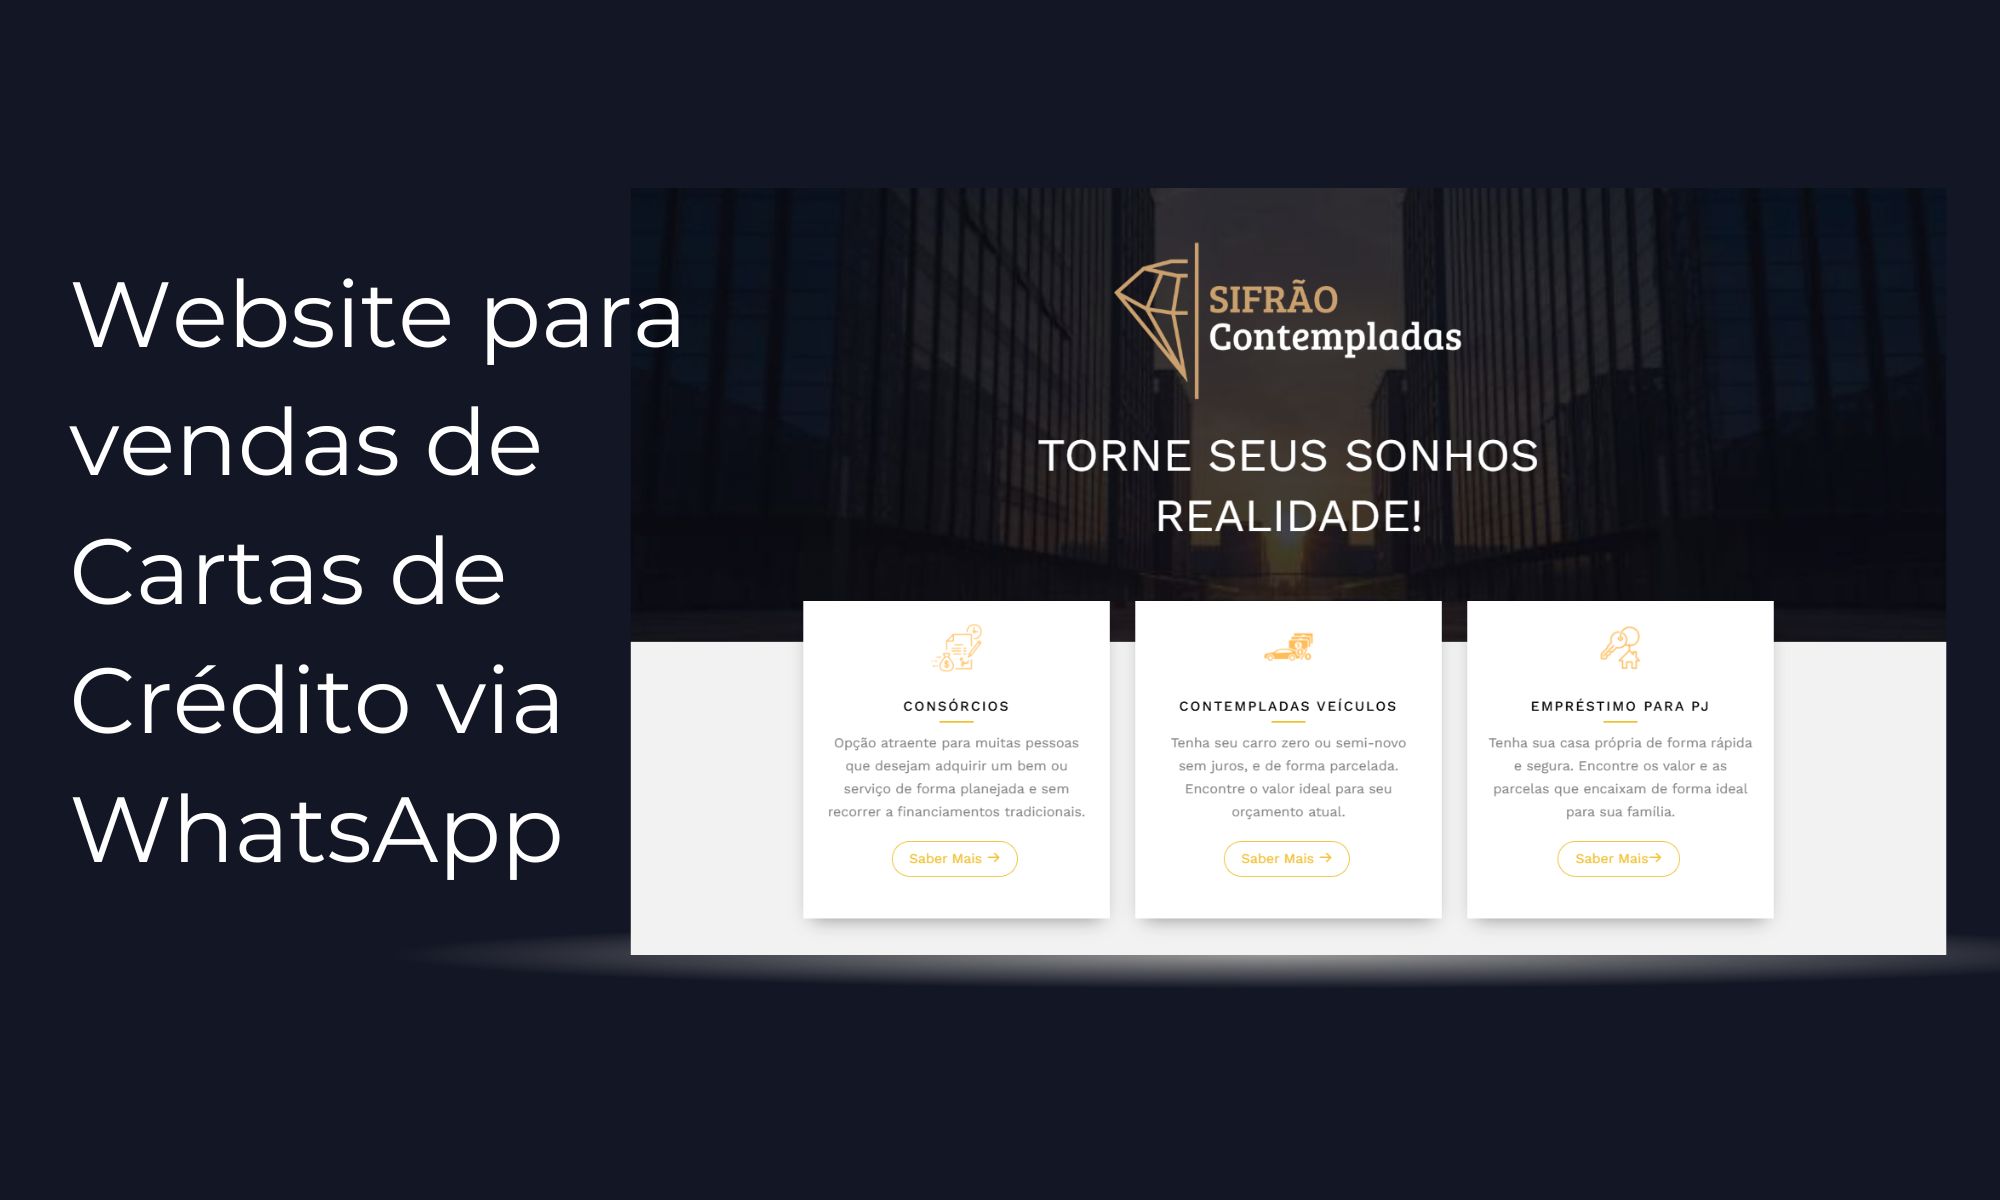 Website para
vendas de
Cartas de
Crédito via
WhatsApp
SIFRÃO
Contempladas
TORNE SEUS SONHOS
REALIDADE!
CONSÓRCIOS
Opção atraente para muitas pessoas
que desejam adquirir um bem ou
serviço de forma planejada e sem
recorrer a financiamentos tradicionais.
Saber Mais →
CONTEMPLADAS VEÍCULOS
Tenha seu carro zero ou semi-novo
sem juros, e de forma parcelada.
Encontre o valor ideal para seu
orçamento atual.
Saber Mais →
EMPRÉSTIMO PARA PJ
Tenha sua casa própria de forma rápida
e segura. Encontre os valor e as
parcelas que encaixam de forma ideal
para sua família.
Saber Mais→